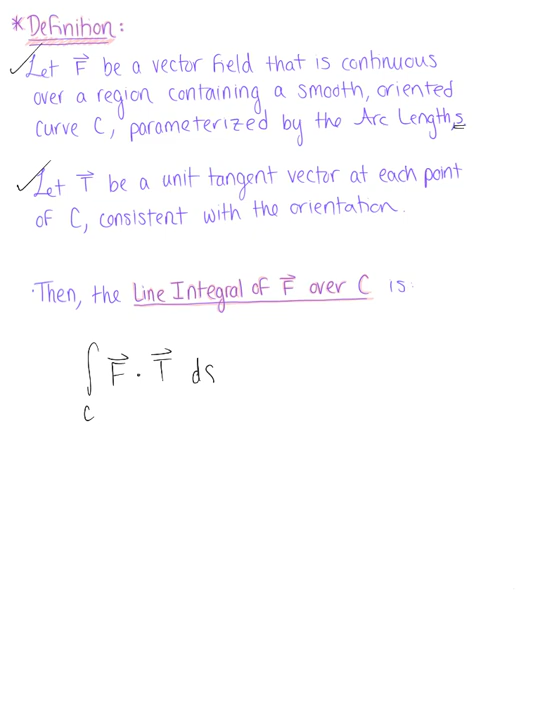 * Definition:
Let F⃗ be a vector field that is continuous
over a region containing a smooth, oriented
curve C, parameterized by the Arc Length s
Let T⃗ be a unit tangent vector at each point
of C, consistent with the orientation.
· Then, the Line Integral of F⃗ over C is:
∫_C F⃗ · T⃗ ds